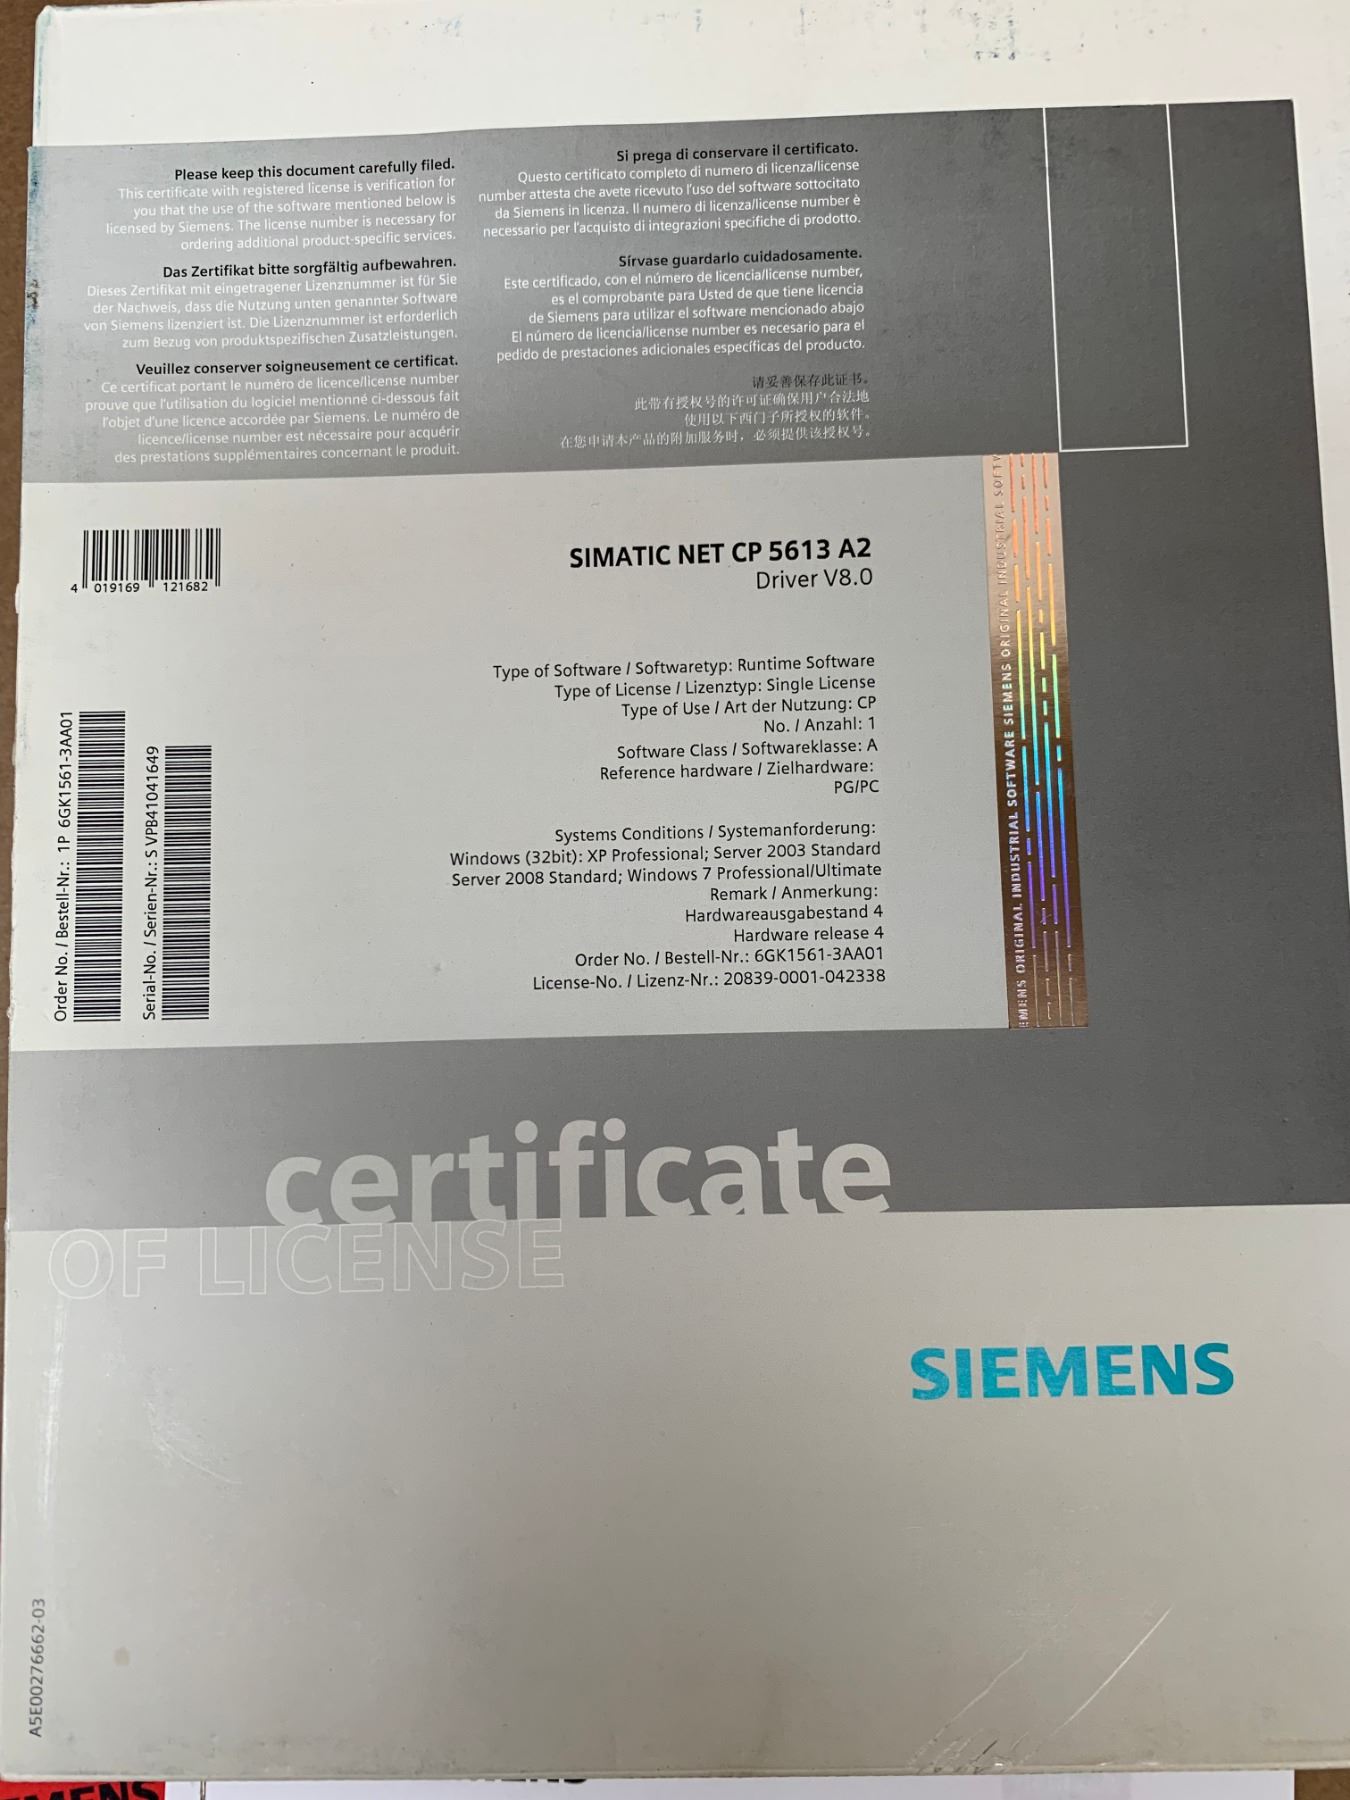 Please keep this document carefully filed.
This certificate with registered license is verification for
you that the use of the software mentioned below is
licensed by Siemens. The license number is necessary for
ordering additional product-specific services.
Das Zertifikat bitte sorgfältig aufbewahren.
Dieses Zertifikat mit eingetragener Lizenznummer ist für Sie
der Nachweis, dass die Nutzung unten genannter Software
von Siemens lizenziert ist. Die Lizenznummer ist erforderlich
zum Bezug von produktspezifischen Zusatzleistungen.
Veuillez conserver soigneusement ce certificat.
Ce certificat portant le numéro de licence/license number
prouve que l'utilisation du logiciel mentionné ci-dessous fait
l'objet d'une licence accordée par Siemens. Le numéro de
licence/license number est nécessaire pour acquérir
des prestations supplémentaires concernant le produit.
Si prega di conservare il certificato.
Questo certificato completo di numero di licenza/license
number attesta che avete ricevuto l'uso del software sottocitato
da Siemens in licenza. Il numero di licenza/license number è
necessario per l'acquisto di integrazioni specifiche di prodotto.
Sírvase guardarlo cuidadosamente.
Este certificado, con el número de licencia/license number,
es el comprobante para Usted de que tiene licencia
de Siemens para utilizar el software mencionado abajo
El número de licencia/license number es necesario para el
pedido de prestaciones adicionales específicas del producto.
请妥善保存此证书。
此带有授权号的许可证确保用户合法地
使用以下西门子所授权的软件。
在您申请本产品的附加服务时，必须提供该授权号。
4 019169 121682
Order No. / Bestell-Nr.: 1P 6GK1561-3AA01
Serial-No. / Serien-Nr.: S VPB41041649
SIMATIC NET CP 5613 A2
Driver V8.0
Type of Software / Softwaretyp: Runtime Software
Type of License / Lizenztyp: Single License
Type of Use / Art der Nutzung: CP
No. / Anzahl: 1
Software Class / Softwareklasse: A
Reference hardware / Zielhardware:
PG/PC
Systems Conditions / Systemanforderung:
Windows (32bit): XP Professional; Server 2003 Standard
Server 2008 Standard; Windows 7 Professional/Ultimate
Remark / Anmerkung:
Hardwareausgabestand 4
Hardware release 4
Order No. / Bestell-Nr.: 6GK1561-3AA01
License-No. / Lizenz-Nr.: 20839-0001-042338
EMENS ORIGINAL INDUSTRIAL SOFTWARE SIEMENS ORIGINAL INDUSTRIAL SOFTW
certificate
OF LICENSE
SIEMENS
A5E00276662-03